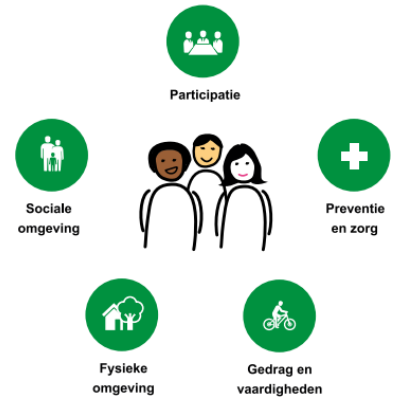 Participatie
Sociale
omgeving
Preventie
en zorg
Fysieke
omgeving
Gedrag en
vaardigheden